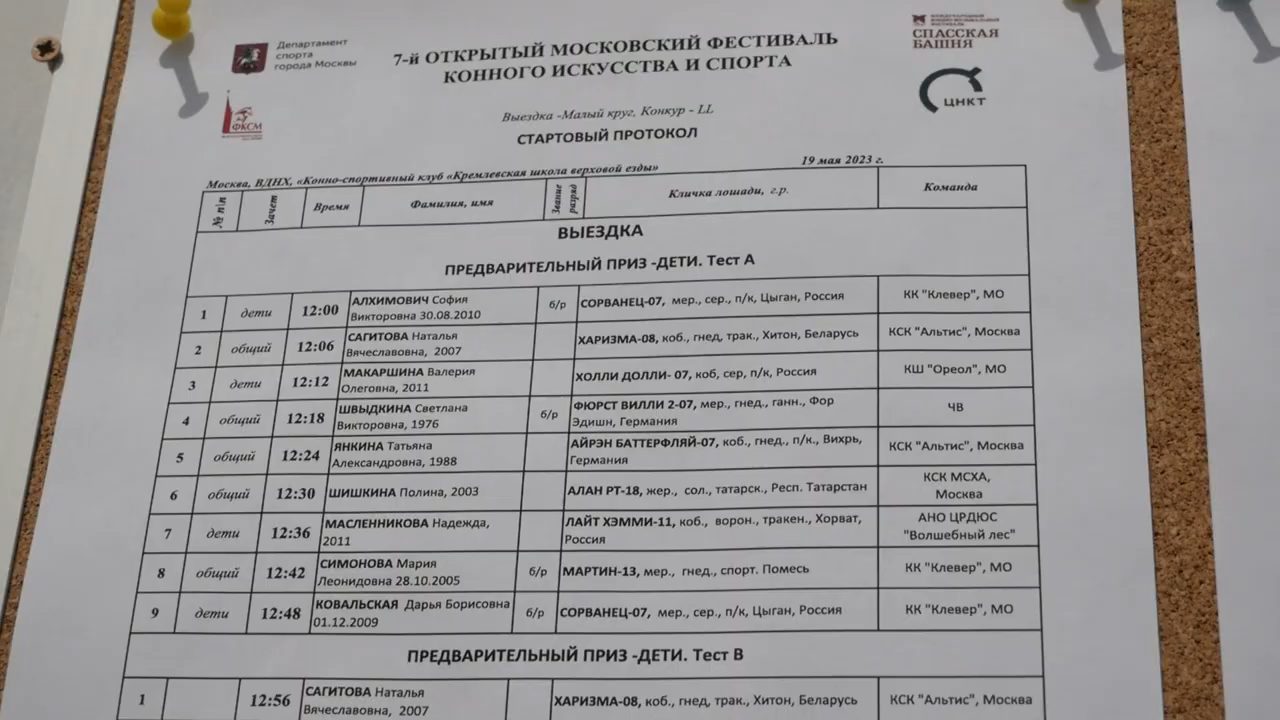 Департамент
спорта
города Москвы
7-й ОТКРЫТЫЙ МОСКОВСКИЙ ФЕСТИВАЛЬ
КОННОГО ИСКУССТВА И СПОРТА
СПАССКАЯ
БАШНЯ
ФКСМ
ЦНКТ
Выездка -Малый круг, Конкур - LL
СТАРТОВЫЙ ПРОТОКОЛ
Москва, ВДНХ, «Конно-спортивный клуб «Кремлевская школа верховой езды» 19 мая 2023 г.
№ п\п Зачет Время Фамилия, имя Звание разряд Кличка лошади, г.р. Команда
ВЫЕЗДКА
ПРЕДВАРИТЕЛЬНЫЙ ПРИЗ -ДЕТИ. Тест А
1 дети 12:00 АЛХИМОВИЧ София
Викторовна 30.08.2010 б/р СОРВАНЕЦ-07, мер., сер., п/к, Цыган, Россия КК "Клевер", МО
2 общий 12:06 САГИТОВА Наталья
Вячеславовна, 2007 ХАРИЗМА-08, коб., гнед, трак., Хитон, Беларусь КСК "Альтис", Москва
3 дети 12:12 МАКАРШИНА Валерия
Олеговна, 2011 ХОЛЛИ ДОЛЛИ- 07, коб, сер, п/к, Россия КШ "Ореол", МО
4 общий 12:18 ШВЫДКИНА Светлана
Викторовна, 1976 б/р ФЮРСТ ВИЛЛИ 2-07, мер., гнед., ганн., Фор
Эдишн, Германия ЧВ
5 общий 12:24 ЯНКИНА Татьяна
Александровна, 1988 АЙРЭН БАТТЕРФЛЯЙ-07, коб., гнед., п/к., Вихрь,
Германия КСК "Альтис", Москва
6 общий 12:30 ШИШКИНА Полина, 2003 АЛАН РТ-18, жер., сол., татарск., Респ. Татарстан КСК МСХА,
Москва
7 дети 12:36 МАСЛЕННИКОВА Надежда,
2011 ЛАЙТ ХЭММИ-11, коб., ворон., тракен., Хорват,
Россия АНО ЦРДЮС
"Волшебный лес"
8 общий 12:42 СИМОНОВА Мария
Леонидовна 28.10.2005 б/р МАРТИН-13, мер., гнед., спорт. Помесь КК "Клевер", МО
9 дети 12:48 КОВАЛЬСКАЯ Дарья Борисовна
01.12.2009 б/р СОРВАНЕЦ-07, мер., сер., п/к, Цыган, Россия КК "Клевер", МО
ПРЕДВАРИТЕЛЬНЫЙ ПРИЗ -ДЕТИ. Тест В
1 12:56 САГИТОВА Наталья
Вячеславовна, 2007 ХАРИЗМА-08, коб., гнед, трак., Хитон, Беларусь КСК "Альтис", Москва